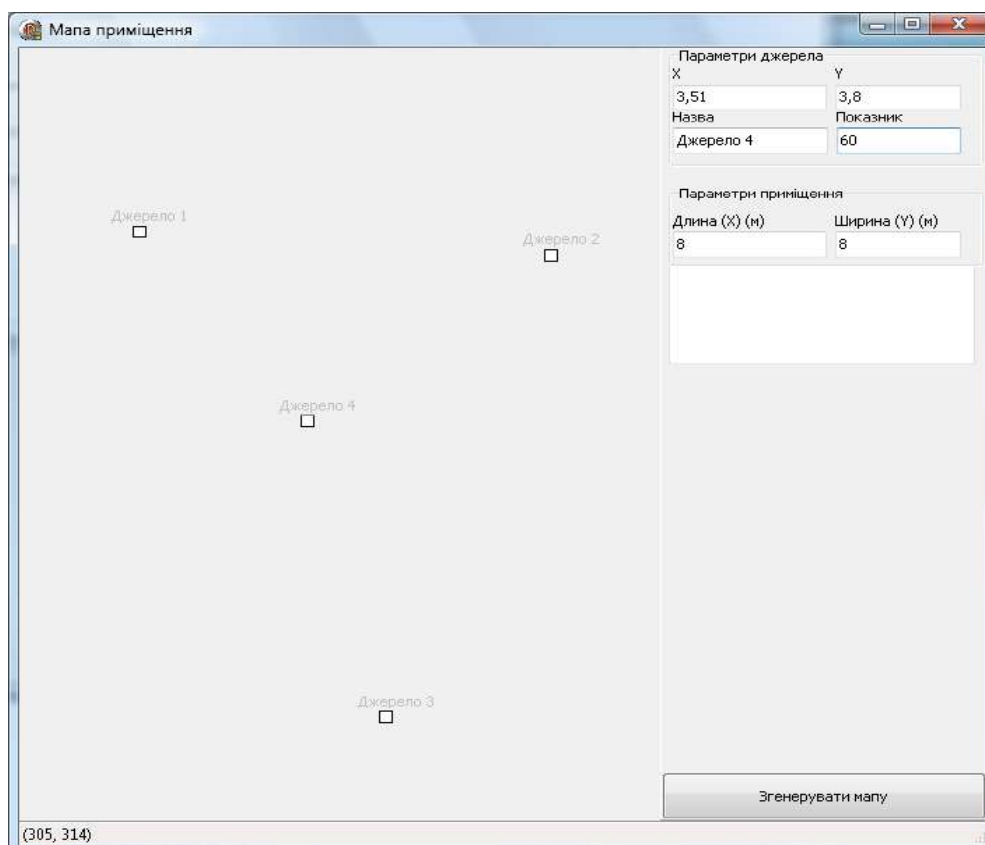 Мапа приміщення
Параметри джерела
X Y
3,51 3,8
Назва Показник
Джерело 4 60
Параметри приміщення
Длина (X) (м) Ширина (Y) (м)
8 8
Джерело 1
Джерело 2
Джерело 4
Джерело 3
Згенерувати мапу
(305, 314)